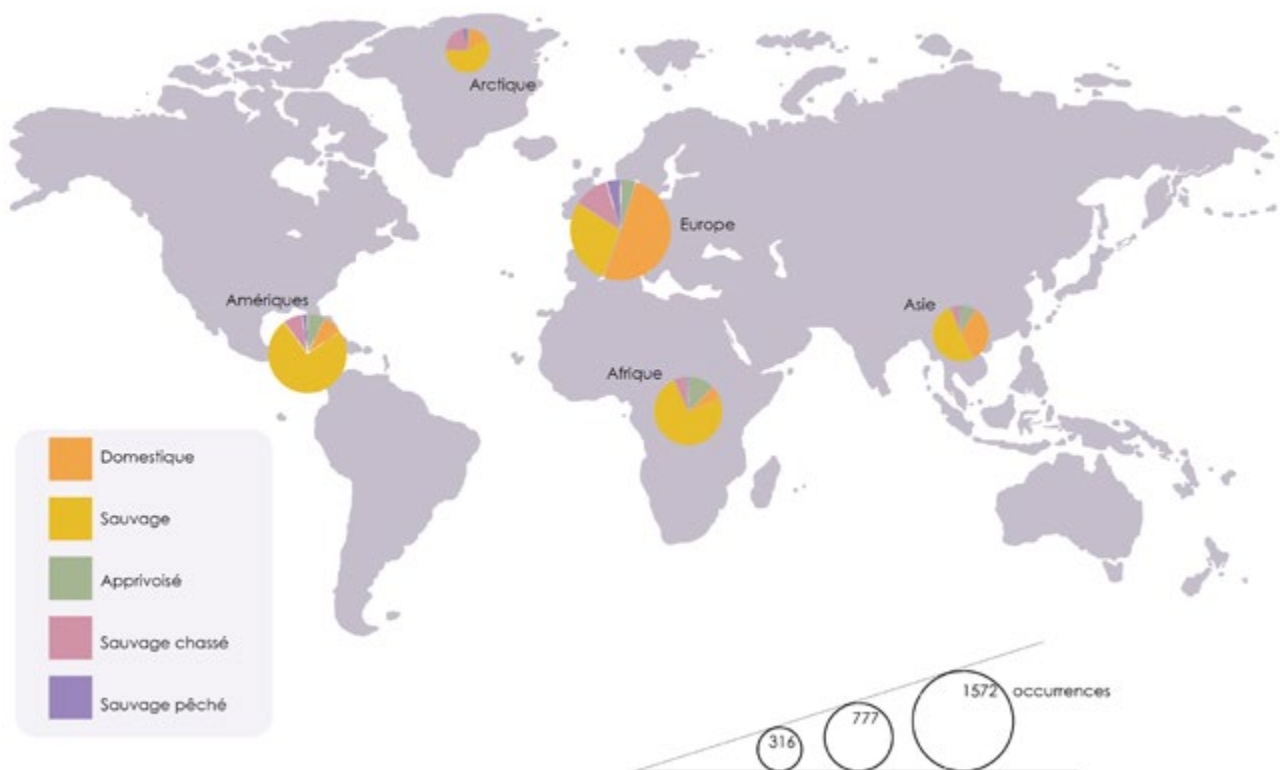 Arctique
Europe
Amériques
Asie
Afrique
Domestique
Sauvage
Apprivoisé
Sauvage chassé
Sauvage pêché
1572 occurrences
777
316